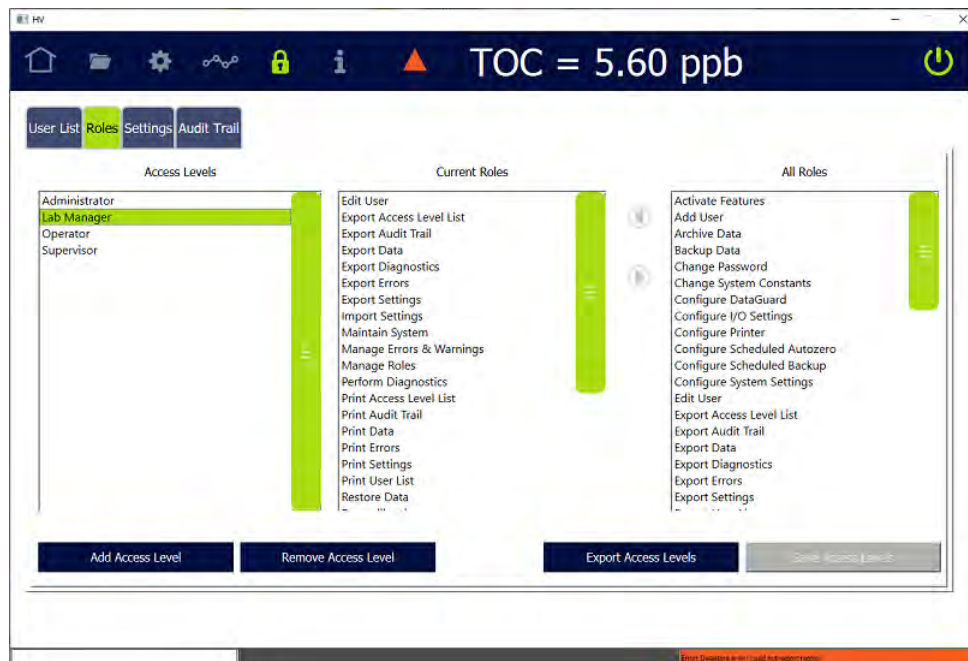 HV
TOC = 5.60 ppb
User List Roles Settings Audit Trail
Access Levels
Administrator
Lab Manager
Operator
Supervisor
Current Roles
Edit User
Export Access Level List
Export Audit Trail
Export Data
Export Diagnostics
Export Errors
Export Settings
Import Settings
Maintain System
Manage Errors & Warnings
Manage Roles
Perform Diagnostics
Print Access Level List
Print Audit Trail
Print Data
Print Errors
Print Settings
Print User List
Restore Data
All Roles
Activate Features
Add User
Archive Data
Backup Data
Change Password
Change System Constants
Configure DataGuard
Configure I/O Settings
Configure Printer
Configure Scheduled Autozero
Configure Scheduled Backup
Configure System Settings
Edit User
Export Access Level List
Export Audit Trail
Export Data
Export Diagnostics
Export Errors
Export Settings
Add Access Level Remove Access Level Export Access Levels Save Access Levels